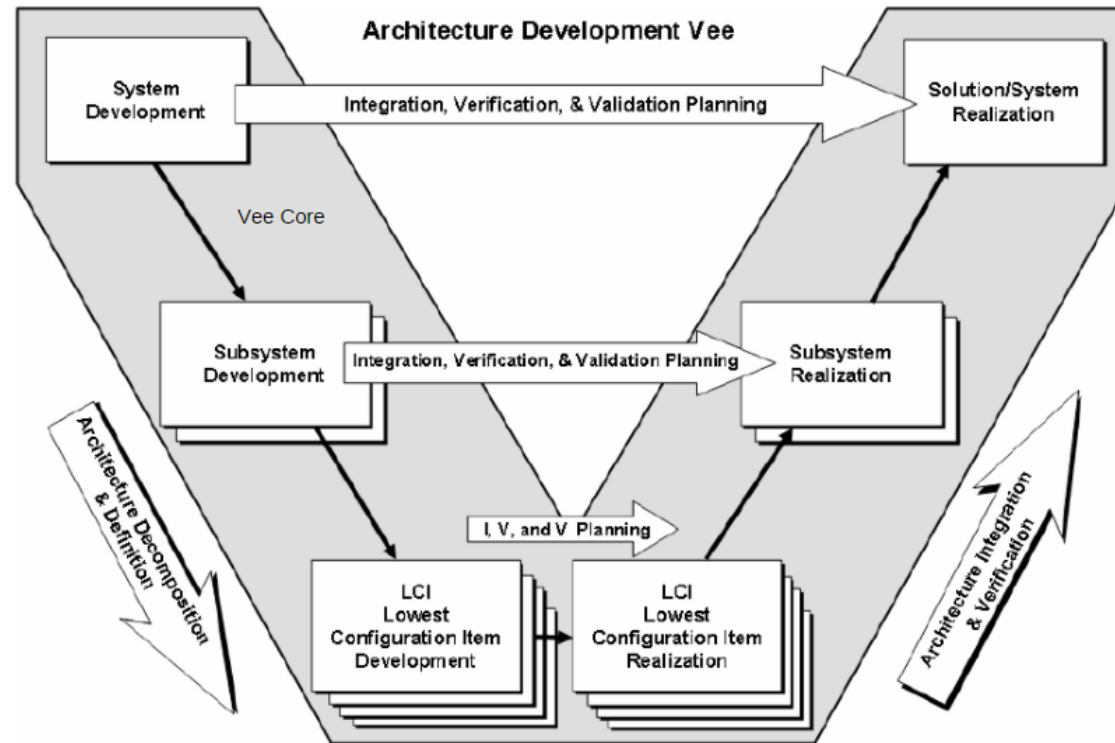 Architecture Development Vee
System
Development
Integration, Verification, & Validation Planning
Solution/System
Realization
Vee Core
Subsystem
Development
Integration, Verification, & Validation Planning
Subsystem
Realization
Architecture Decomposition
& Definition
I, V, and V Planning
Architecture Integration
& Verification
LCI
Lowest
Configuration Item
Development
LCI
Lowest
Configuration Item
Realization